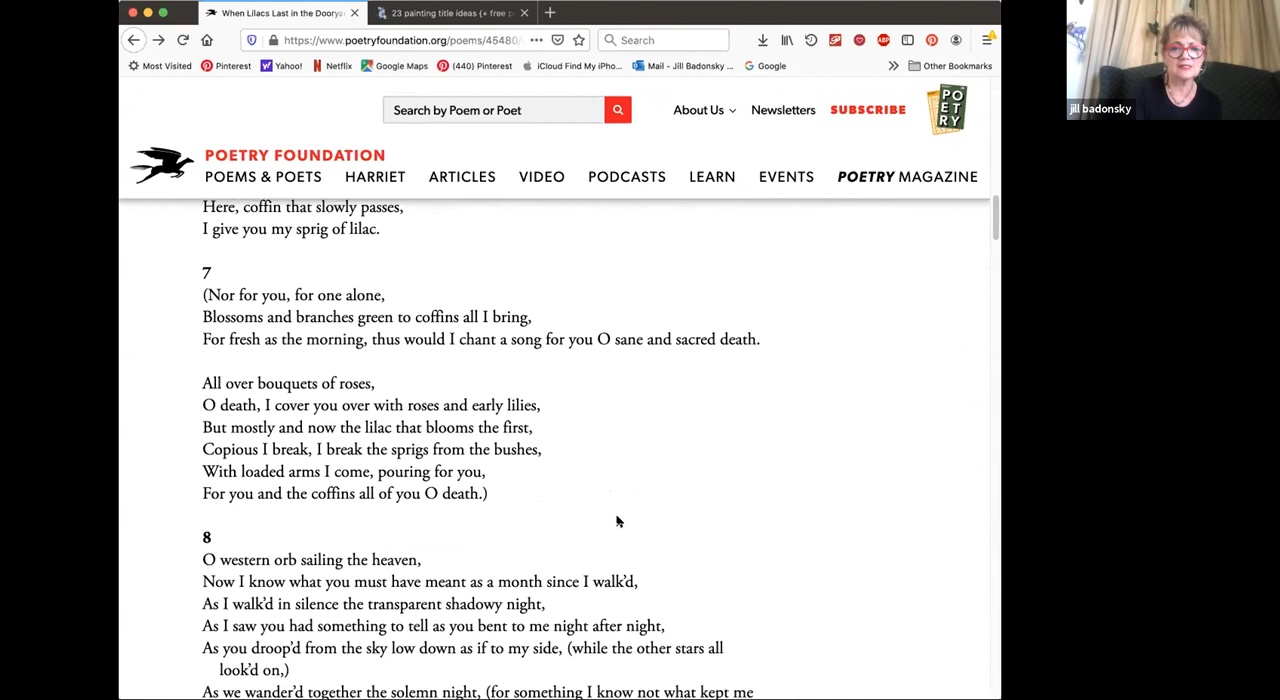 When Lilacs Last in the Doorya
23 painting title ideas (+ free p
https://www.poetryfoundation.org/poems/45480/
Search
ABP
Most Visited
Pinterest
Yahoo!
Netflix
Google Maps
(440) Pinterest
iCloud Find My iPho...
Mail - Jill Badonsky ...
Google
Other Bookmarks
Search by Poem or Poet
About Us
Newsletters
SUBSCRIBE
PO
ET
RY
POETRY FOUNDATION
POEMS & POETS
HARRIET
ARTICLES
VIDEO
PODCASTS
LEARN
EVENTS
POETRY MAGAZINE
Here, coffin that slowly passes,
I give you my sprig of lilac.
7
(Nor for you, for one alone,
Blossoms and branches green to coffins all I bring,
For fresh as the morning, thus would I chant a song for you O sane and sacred death.
All over bouquets of roses,
O death, I cover you over with roses and early lilies,
But mostly and now the lilac that blooms the first,
Copious I break, I break the sprigs from the bushes,
With loaded arms I come, pouring for you,
For you and the coffins all of you O death.)
8
O western orb sailing the heaven,
Now I know what you must have meant as a month since I walk'd,
As I walk'd in silence the transparent shadowy night,
As I saw you had something to tell as you bent to me night after night,
As you droop'd from the sky low down as if to my side, (while the other stars all
look'd on,)
As we wander'd together the solemn night, (for something I know not what kept me
jill badonsky